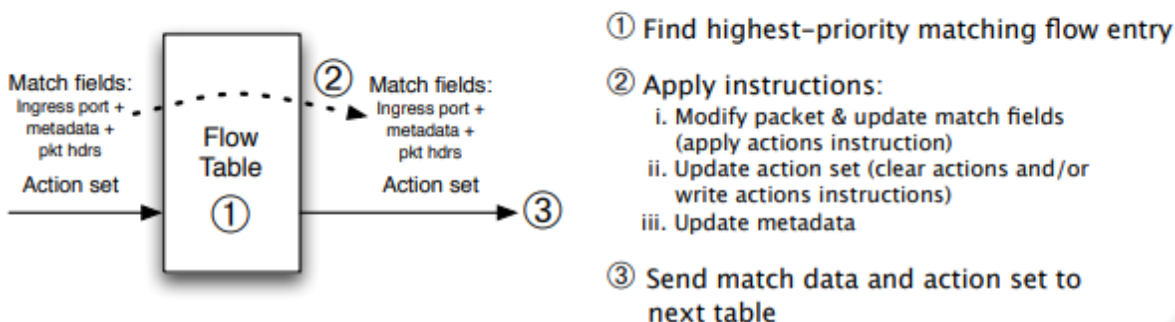 Match fields:
Ingress port +
metadata +
pkt hdrs
Action set
Flow
Table
①
②
Match fields:
Ingress port +
metadata +
pkt hdrs
Action set
③
① Find highest-priority matching flow entry
② Apply instructions:
i. Modify packet & update match fields
(apply actions instruction)
ii. Update action set (clear actions and/or
write actions instructions)
iii. Update metadata
③ Send match data and action set to
next table